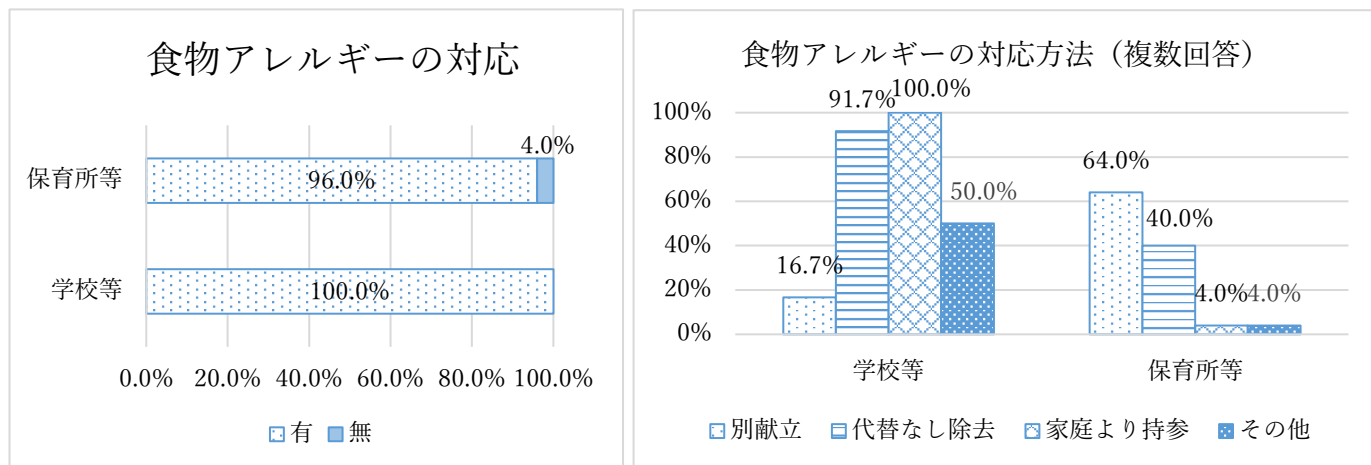 食物アレルギーの対応
4.0%
保育所等
96.0%
学校等
100.0%
0.0% 20.0% 40.0% 60.0% 80.0% 100.0%
有 無
食物アレルギーの対応方法（複数回答）
100%
80%
60%
40%
20%
0%
16.7%
91.7%
100.0%
50.0%
64.0%
40.0%
4.0%
4.0%
学校等 保育所等
別献立 代替なし除去 家庭より持参 その他